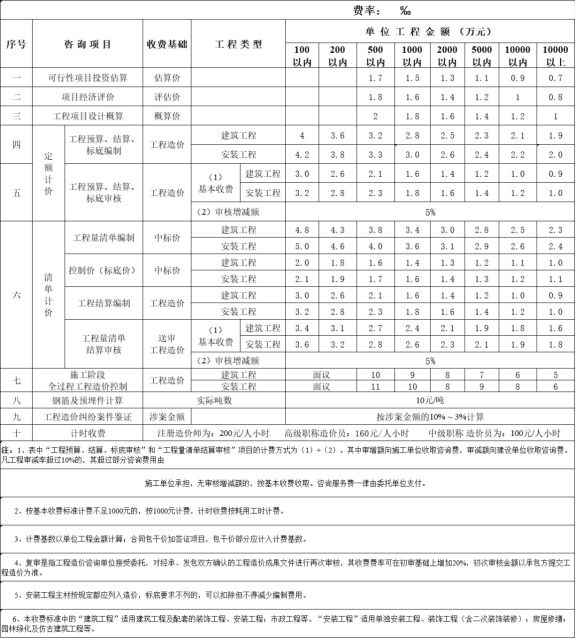 费率： ‰
序号 咨 询 项 目 收费基础 工 程 类 型 单 位 工 程 金 额 （万元）
100以内 200以内 500以内 1000以内 2000以内 5000以内 10000以内 10000以上
一 可行性项目投资估算 估算价 1.7 1.5 1.3 1.1 0.9 0.7
二 项目经济评价 评估价 1.8 1.6 1.4 1.2 1 0.8
三 工程项目设计概算 概算价 2 1.8 1.6 1.4 1.2 1
四 定额计价 工程预算、结算、标底编制 工程造价 建筑工程 4 3.6 3.2 2.8 2.5 2.3 2.1 1.9
安装工程 4.2 3.8 3.3 3.0 2.6 2.4 2.2 2.0
五 工程预算、结算、标底审核 工程造价 （1）基本收费 建筑工程 3.0 2.6 2.1 1.6 1.4 1.2 1.0 0.9
安装工程 3.2 2.8 2.3 1.8 1.6 1.4 1.2 1.0
（2）审核增减额 5%
六 清单计价 工程量清单编制 中标价 建筑工程 4.8 4.3 3.8 3.4 3.0 2.8 2.5 2.3
安装工程 5.0 4.6 4.0 3.6 3.1 2.9 2.6 2.4
控制价（标底价） 中标价 建筑工程 2.0 1.8 1.6 1.4 1.3 1.2 1.1 1.0
安装工程 2.1 1.9 1.7 1.6 1.4 1.3 1.2 1.1
工程结算编制 工程造价 建筑工程 3.0 2.6 2.1 1.6 1.4 1.2 1.0 0.9
安装工程 3.2 2.8 2.3 1.8 1.6 1.4 1.2 1.0
工程量清单结算审核 送审工程造价 （1）基本收费 建筑工程 3.4 3.1 2.7 2.4 2.1 1.9 1.8 1.6
安装工程 3.6 3.2 2.8 2.6 2.3 2.1 1.9 1.8
（2）审核增减额 5%
七 施工阶段全过程工程造价控制 工程造价 建筑工程 面议 10 9 8 7 6 5
安装工程 面议 11 10 8 9 8 6
八 钢筋及预埋件计算 实际吨数 10元/吨
九 工程造价纠纷案件鉴证 涉案金额 按涉案金额的10%～3%计算
十 计时收费 注册造价师为：200元/人小时 高级职称造价员：160元/人小时 中级职称 造价员为：100元/人小时
注：1、表中“工程预算、结算、标底审核”和“工程量清单结算审核”项目的计费方式为（1）+（2）。其中审增额向施工单位收取咨询费，审减额向建设单位收取咨询费。
凡工程审减率超过10%的，其超过部分咨询费用由
施工单位承担，无审核增减额的，按基本收费收取。咨询服务费一律由委托单位支付。
2、按基本收费标准计费不足1000元的，按1000元计费，计时收费按耗用工时计费。
3、计费基数以单位工程金额计算；合同包干价加签证项目，包干价部分应计入计费基数。
4、复审是指工程造价咨询单位接受委托，对经承、发包双方确认的工程造价成果文件进行再次审核，其收费费率可在初审基础上增加20%，初次审核金额以承包方提交工
程造价为准。
5、安装工程主材按规定都应列入造价，标底要求不列的，可以扣除但不得减少编制费用。
6、本收费标准中的“建筑工程”适用建筑工程及配套的装饰工程、安装工程；市政工程等。“安装工程”适用单独安装工程、装饰工程（含二次装饰装修）；房屋修缮；
园林绿化及仿古建筑工程等。